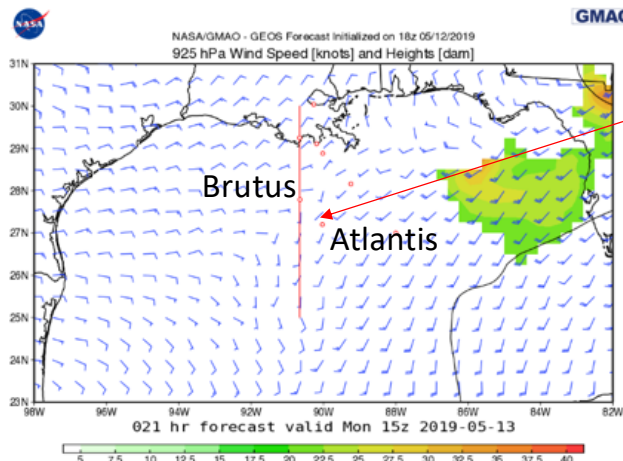 NASA
GMAO
NASA/GMAO - GEOS Forecast Initialized on 18z 05/12/2019
925 hPa Wind Speed [knots] and Heights [dam]
31N
30N
29N
28N
27N
26N
25N
24N
23N
Brutus
Atlantis
98W 96W 94W 92W 90W 88W 86W 84W 82W
021 hr forecast valid Mon 15z 2019-05-13
5 7.5 10 12.5 15 17.5 20 22.5 25 27.5 30 32.5 35 37.5 40